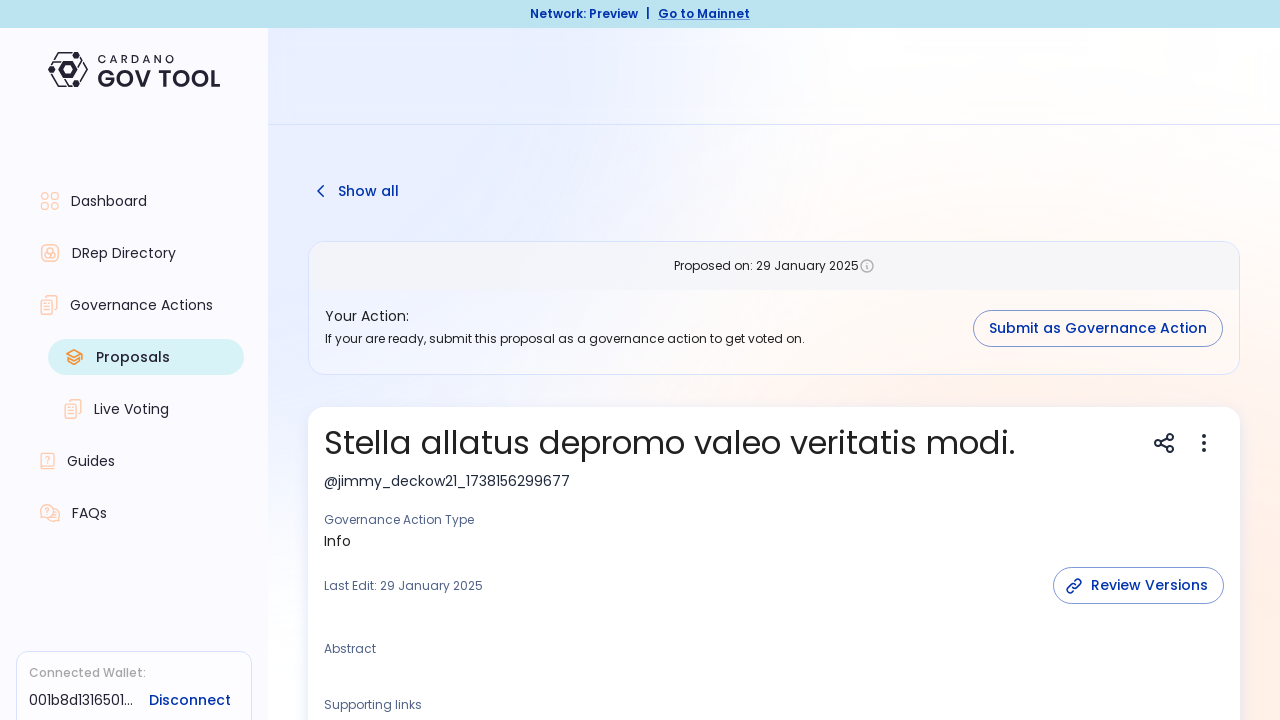 Network: Preview | Go to Mainnet
CARDANO
GOV TOOL
Dashboard
DRep Directory
Governance Actions
Proposals
Live Voting
Guides
FAQs
Connected Wallet:
001b8d1316501... Disconnect
Show all
Proposed on: 29 January 2025
Your Action:
If your are ready, submit this proposal as a governance action to get voted on.
Submit as Governance Action
Stella allatus depromo valeo veritatis modi.
@jimmy_deckow21_1738156299677
Governance Action Type
Info
Last Edit: 29 January 2025
Review Versions
Abstract
Supporting links